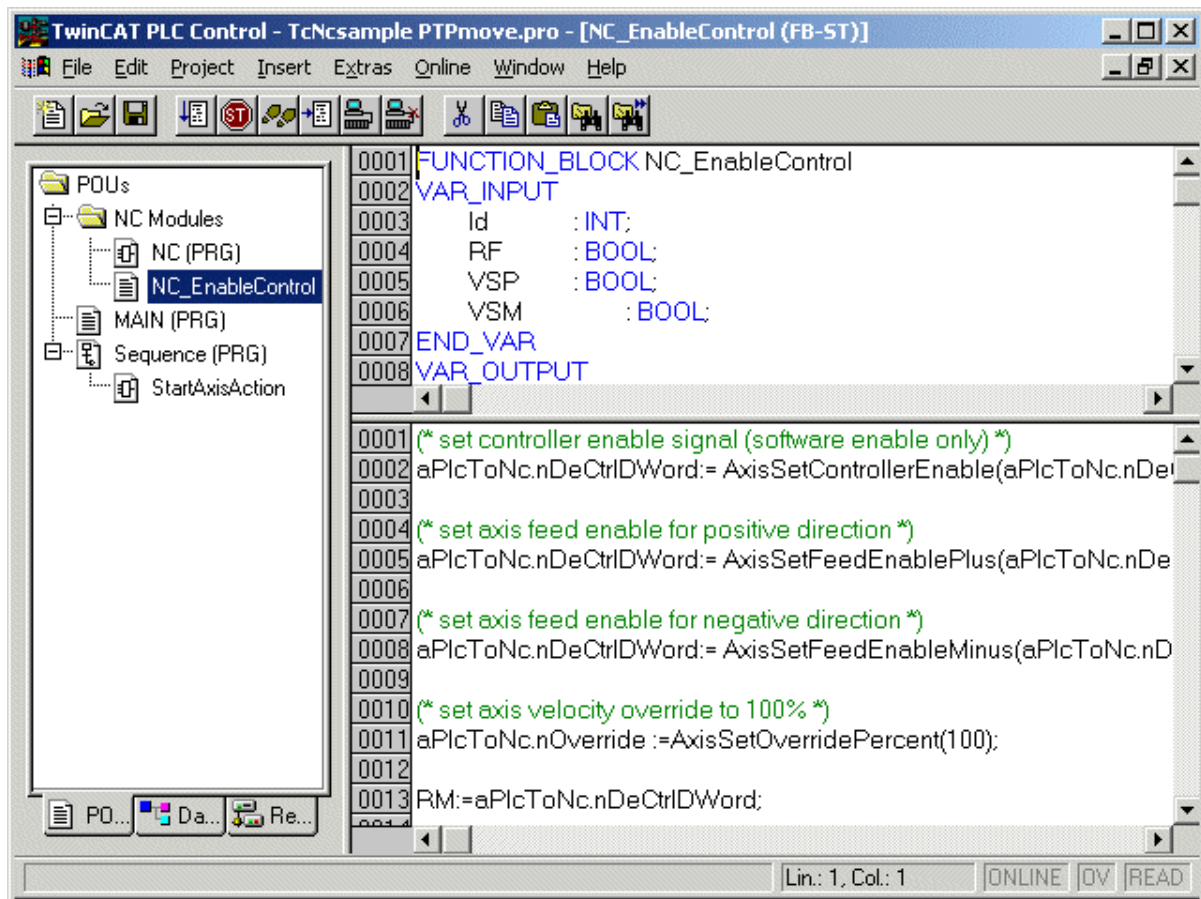 TwinCAT PLC Control - TcNcsample PTPmove.pro - [NC_EnableControl (FB-ST)]
File Edit Project Insert Extras Online Window Help
POUs
NC Modules
NC (PRG)
NC_EnableControl
MAIN (PRG)
Sequence (PRG)
StartAxisAction
PO... Da... Re...
0001 FUNCTION_BLOCK NC_EnableControl
0002 VAR_INPUT
0003 Id : INT;
0004 RF : BOOL;
0005 VSP : BOOL;
0006 VSM : BOOL;
0007 END_VAR
0008 VAR_OUTPUT
0001 (* set controller enable signal (software enable only) *)
0002 aPlcToNc.nDeCtrlDWord:= AxisSetControllerEnable(aPlcToNc.nDe
0003
0004 (* set axis feed enable for positive direction *)
0005 aPlcToNc.nDeCtrlDWord:= AxisSetFeedEnablePlus(aPlcToNc.nDe
0006
0007 (* set axis feed enable for negative direction *)
0008 aPlcToNc.nDeCtrlDWord:= AxisSetFeedEnableMinus(aPlcToNc.nD
0009
0010 (* set axis velocity override to 100% *)
0011 aPlcToNc.nOverride :=AxisSetOverridePercent(100);
0012
0013 RM:=aPlcToNc.nDeCtrlDWord;
Lin.: 1, Col.: 1 ONLINE OV READ